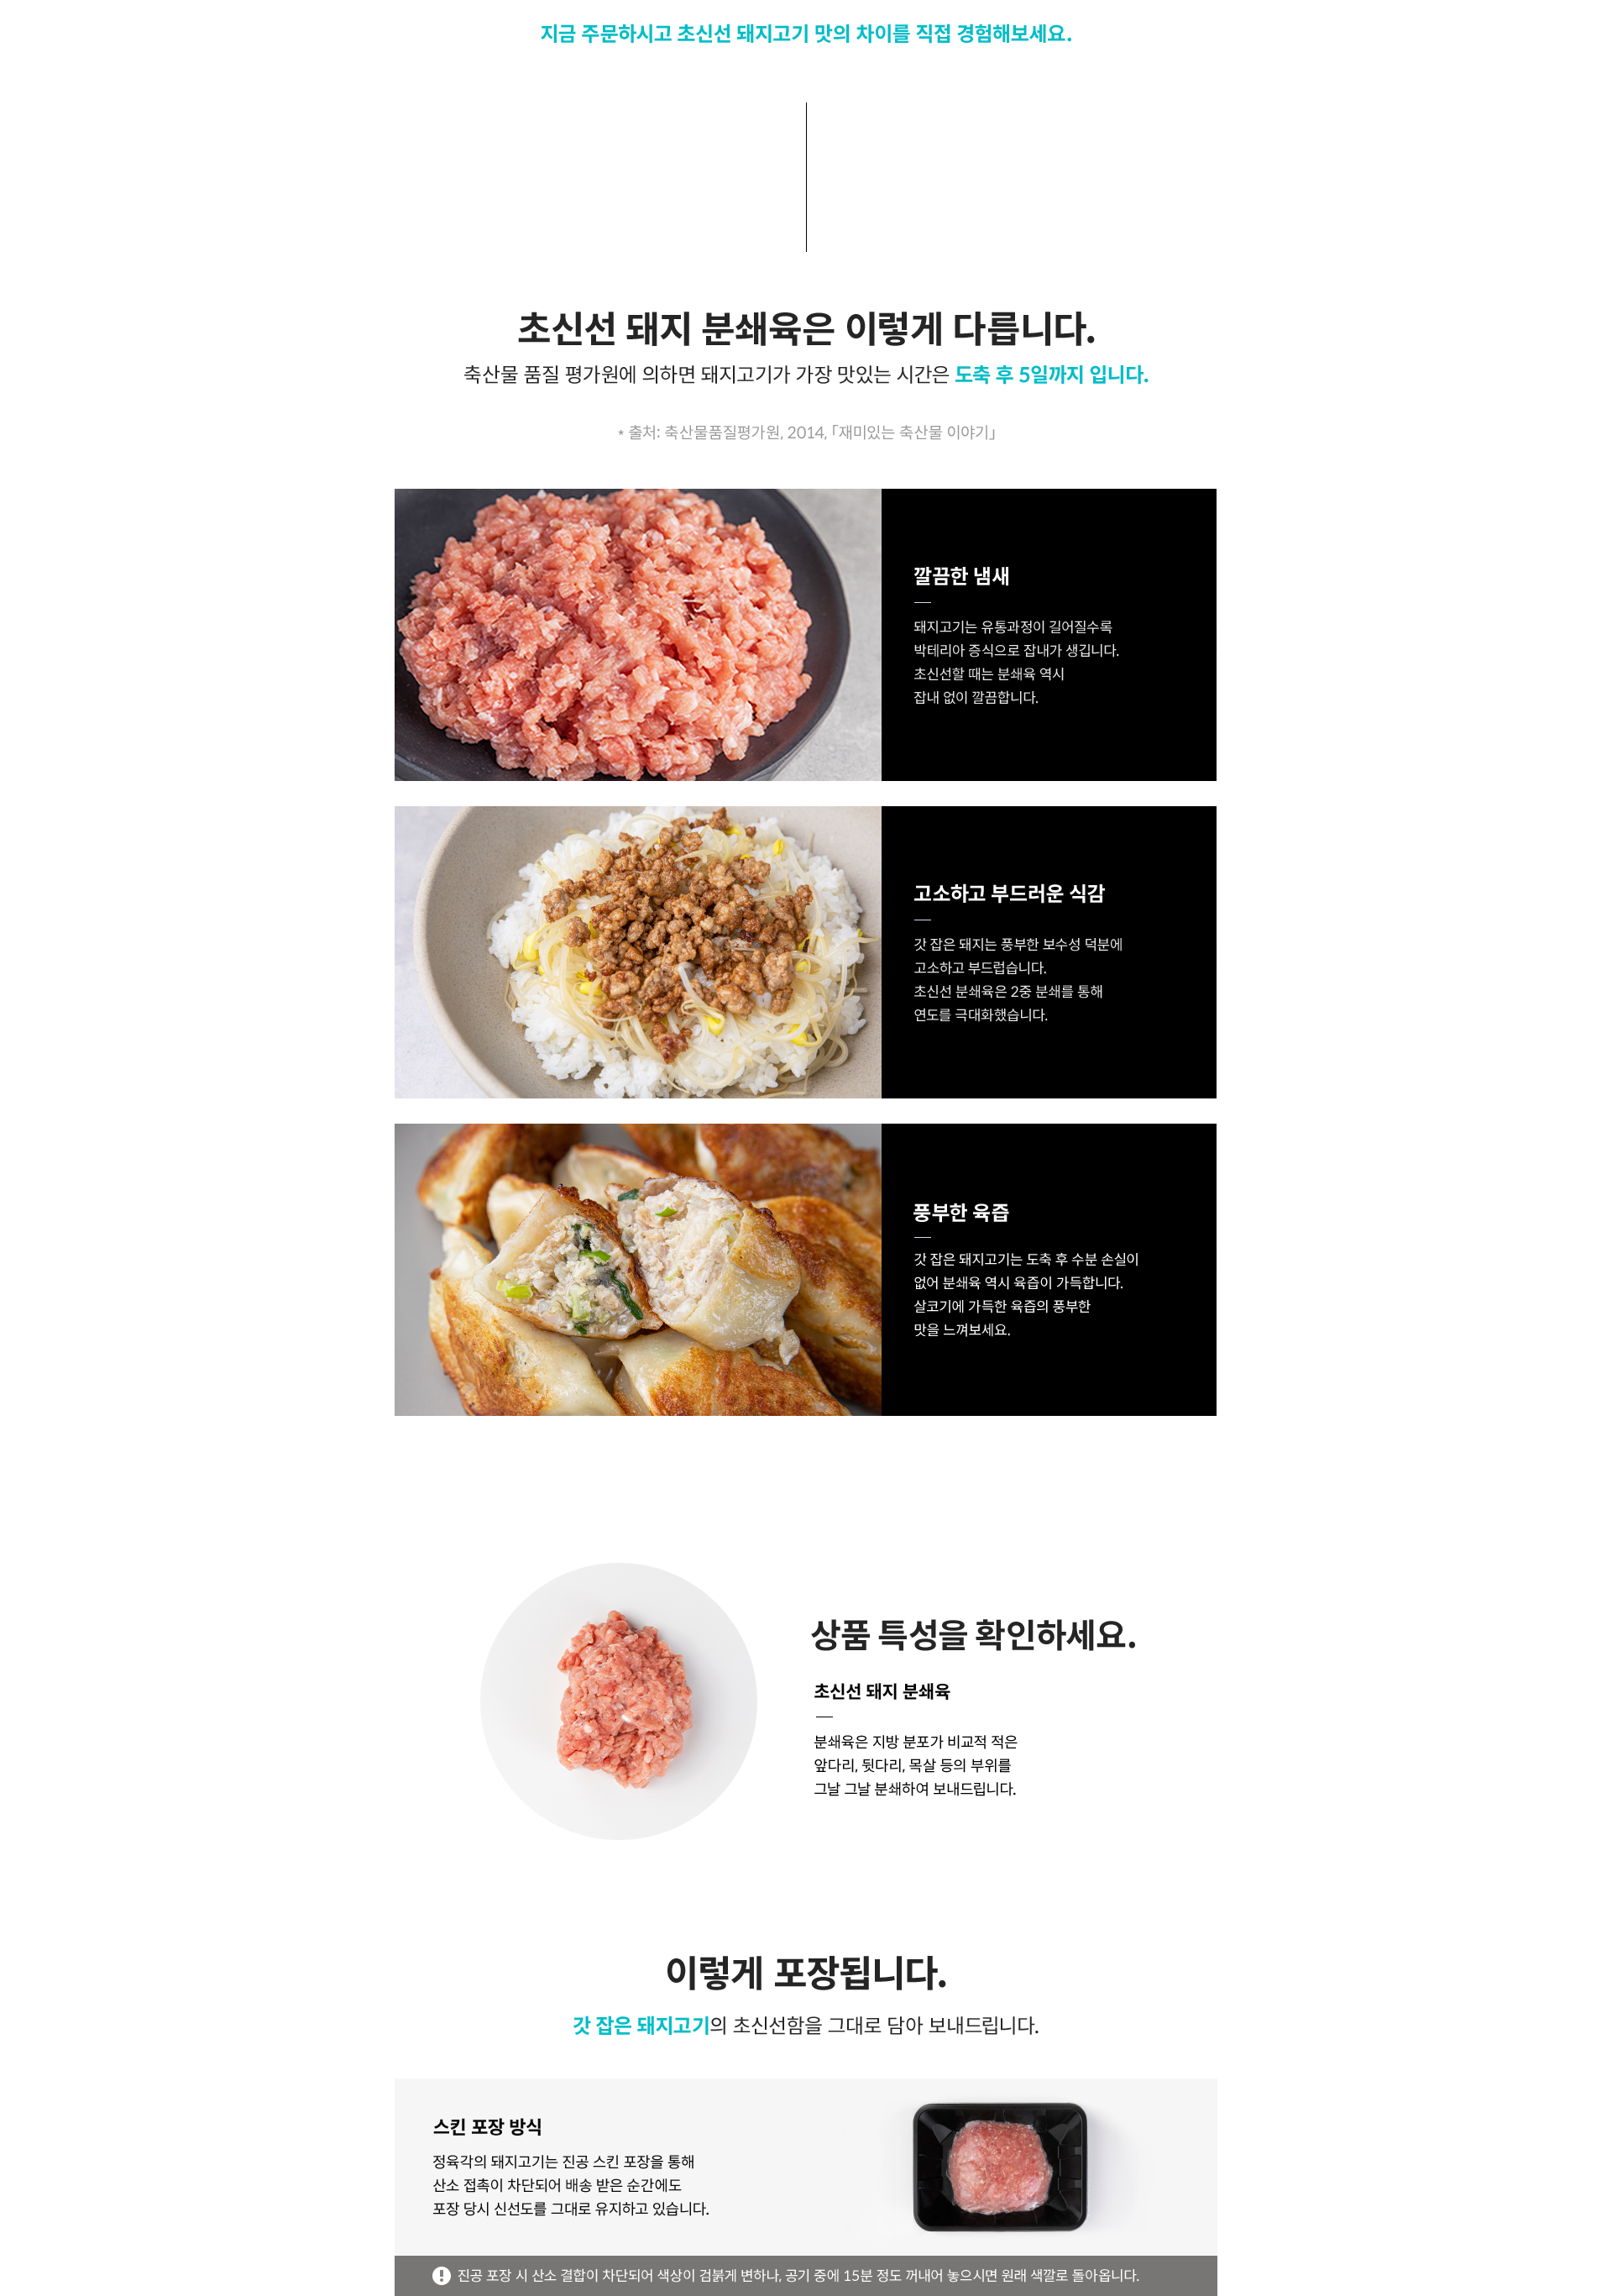 지금 주문하시고 초신선 돼지고기 맛의 차이를 직접 경험해보세요.
초신선 돼지 분쇄육은 이렇게 다릅니다.
축산물 품질 평가원에 의하면 돼지고기가 가장 맛있는 시간은 도축 후 5일까지 입니다.
* 출처: 축산물품질평가원, 2014, 「재미있는 축산물 이야기」
깔끔한 냄새
돼지고기는 유통과정이 길어질수록
박테리아 증식으로 잡내가 생깁니다.
초신선할 때는 분쇄육 역시
잡내 없이 깔끔합니다.
고소하고 부드러운 식감
갓 잡은 돼지는 풍부한 보수성 덕분에
고소하고 부드럽습니다.
초신선 분쇄육은 2중 분쇄를 통해
연도를 극대화했습니다.
풍부한 육즙
갓 잡은 돼지고기는 도축 후 수분 손실이
없어 분쇄육 역시 육즙이 가득합니다.
살코기에 가득한 육즙의 풍부한
맛을 느껴보세요.
상품 특성을 확인하세요.
초신선 돼지 분쇄육
분쇄육은 지방 분포가 비교적 적은
앞다리, 뒷다리, 목살 등의 부위를
그날 그날 분쇄하여 보내드립니다.
이렇게 포장됩니다.
갓 잡은 돼지고기의 초신선함을 그대로 담아 보내드립니다.
스킨 포장 방식
정육각의 돼지고기는 진공 스킨 포장을 통해
산소 접촉이 차단되어 배송 받은 순간에도
포장 당시 신선도를 그대로 유지하고 있습니다.
진공 포장 시 산소 결합이 차단되어 색상이 검붉게 변하나, 공기 중에 15분 정도 꺼내어 놓으시면 원래 색깔로 돌아옵니다.